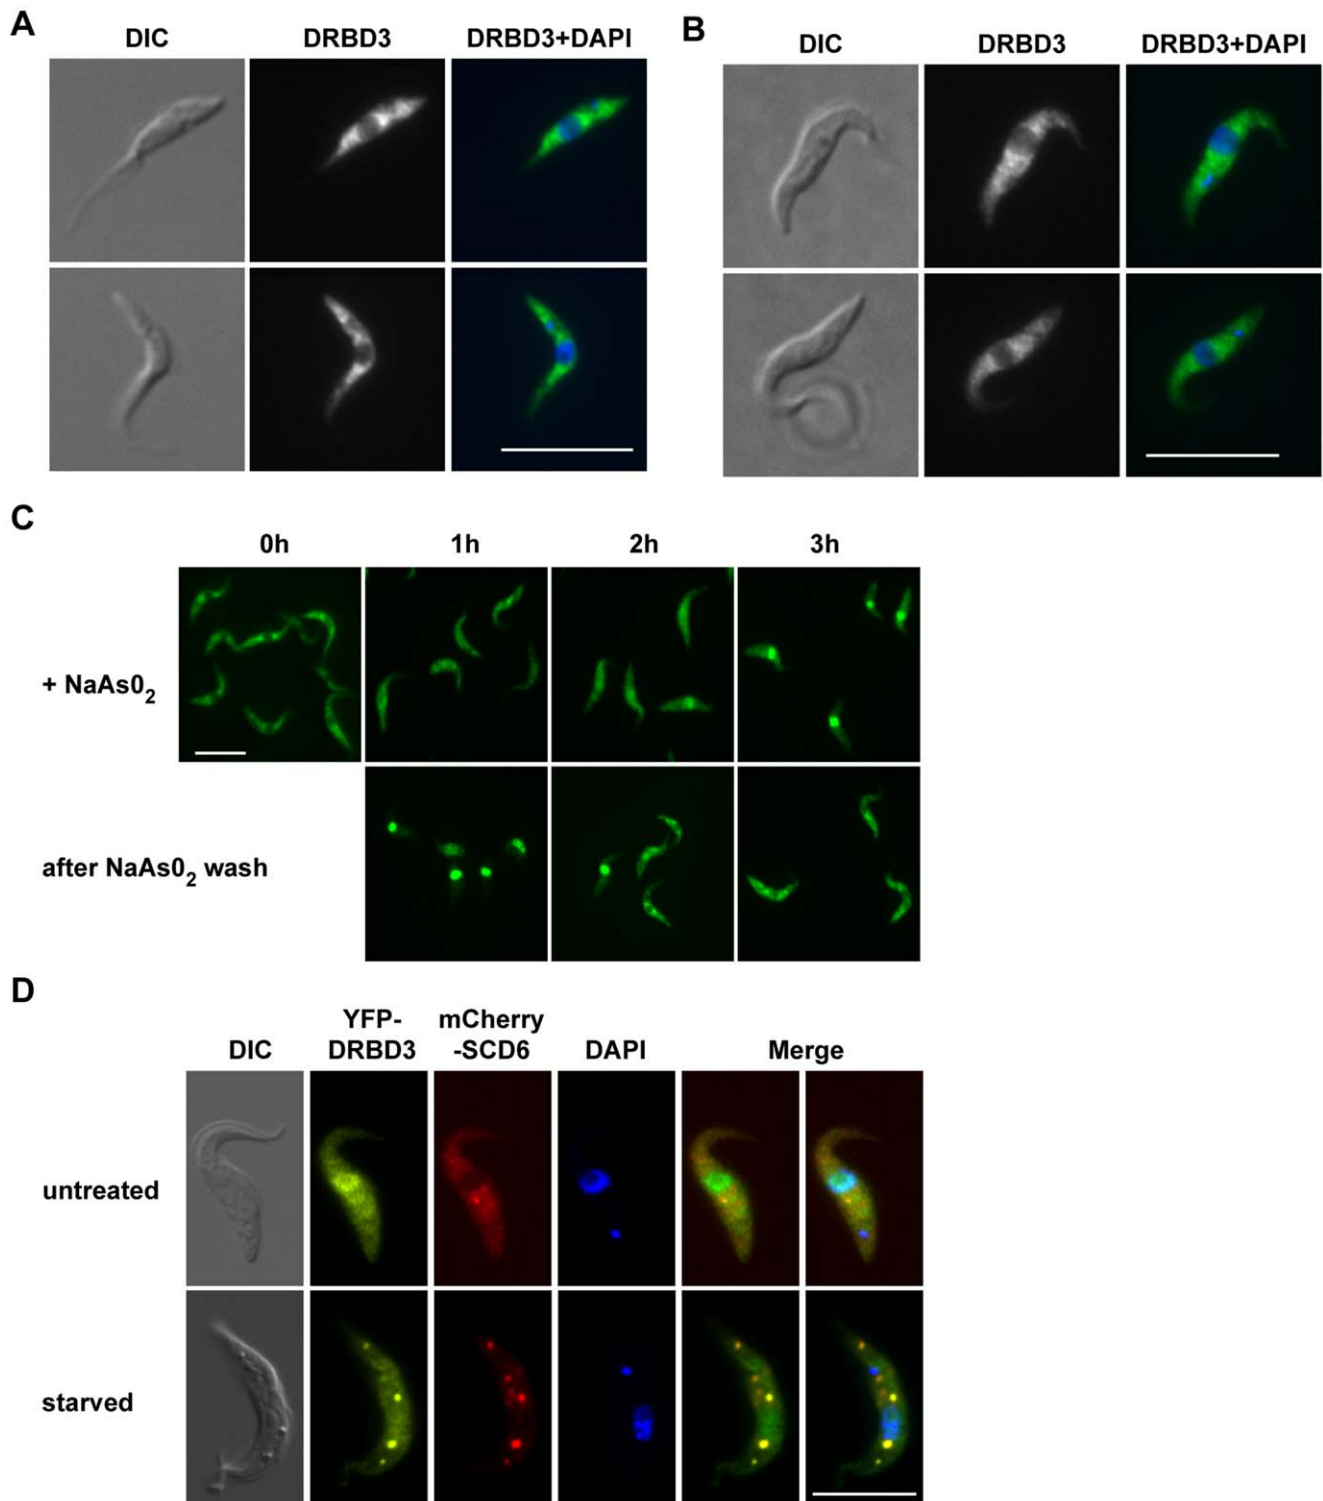 A
DIC DRBD3 DRBD3+DAPI
B
DIC DRBD3 DRBD3+DAPI
C
0h 1h 2h 3h
+ NaAs0₂
after NaAs0₂ wash
D
YFP- mCherry
DIC DRBD3 -SCD6 DAPI Merge
untreated
starved